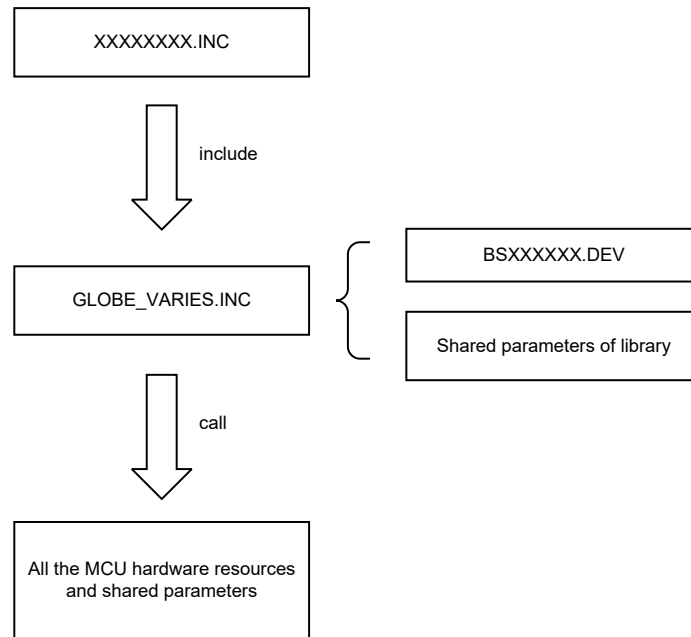 XXXXXXXX.INC
include
GLOBE_VARIES.INC
BSXXXXXX.DEV
Shared parameters of library
call
All the MCU hardware resources
and shared parameters